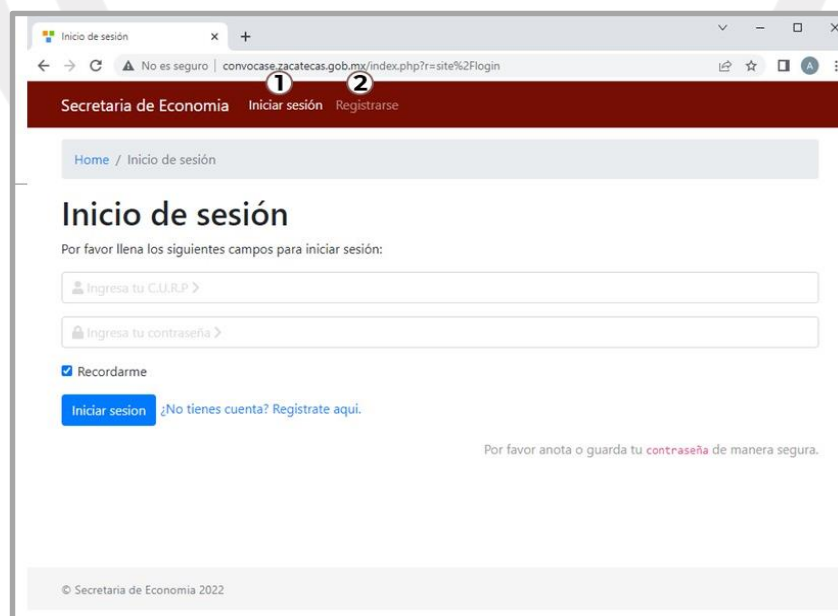 Inicio de sesión
No es seguro | convocase.zacatecas.gob.mx/index.php?r=site%2Flogin
A
1 2
Secretaria de Economia Iniciar sesión Registrarse
Home / Inicio de sesión
Inicio de sesión
Por favor llena los siguientes campos para iniciar sesión:
Ingresa tu C.U.R.P
Ingresa tu contraseña
Recordarme
Iniciar sesion ¿No tienes cuenta? Registrate aqui.
Por favor anota o guarda tu contraseña de manera segura.
© Secretaria de Economia 2022